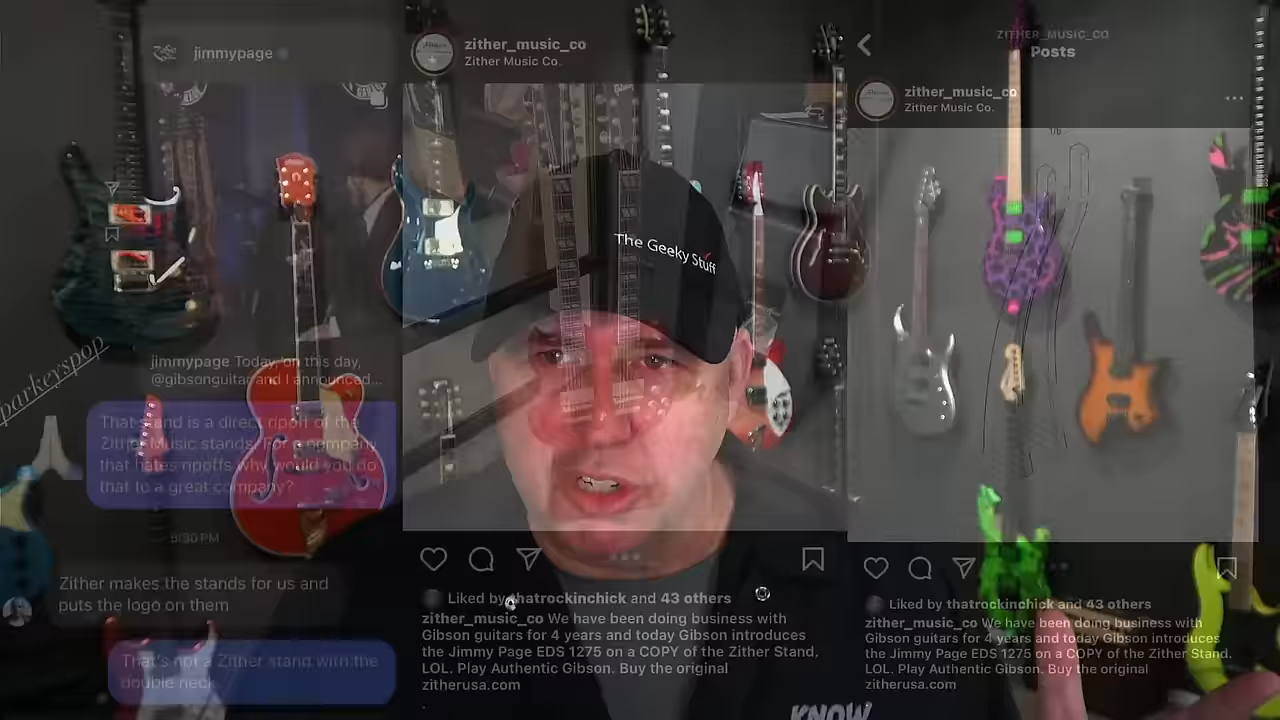 jimmypage
jimmypage Today, on this day,
@gibsonguitar and I announced...
parkeyspop
That stand is a direct ripoff of the
Zither Music stands. For a company
that hates ripoffs why would you do
that to a great company?
5:30 PM
Zither makes the stands for us and
puts the logo on them
That's not a Zither stand with the
double neck
zither_music_co
Zither Music Co.
The Geeky Stuff
Liked by thatrockinchick and 43 others
zither_music_co We have been doing business with
Gibson guitars for 4 years and today Gibson introduces
the Jimmy Page EDS 1275 on a COPY of the Zither Stand,
LOL. Play Authentic Gibson. Buy the original
zitherusa.com
KNOW
ZITHER_MUSIC_CO
Posts
zither_music_co
Zither Music Co.
1/6
Liked by thatrockinchick and 43 others
zither_music_co We have been doing business with
Gibson guitars for 4 years and today Gibson introduces
the Jimmy Page EDS 1275 on a COPY of the Zither Stand.
LOL. Play Authentic Gibson. Buy the original
zitherusa.com